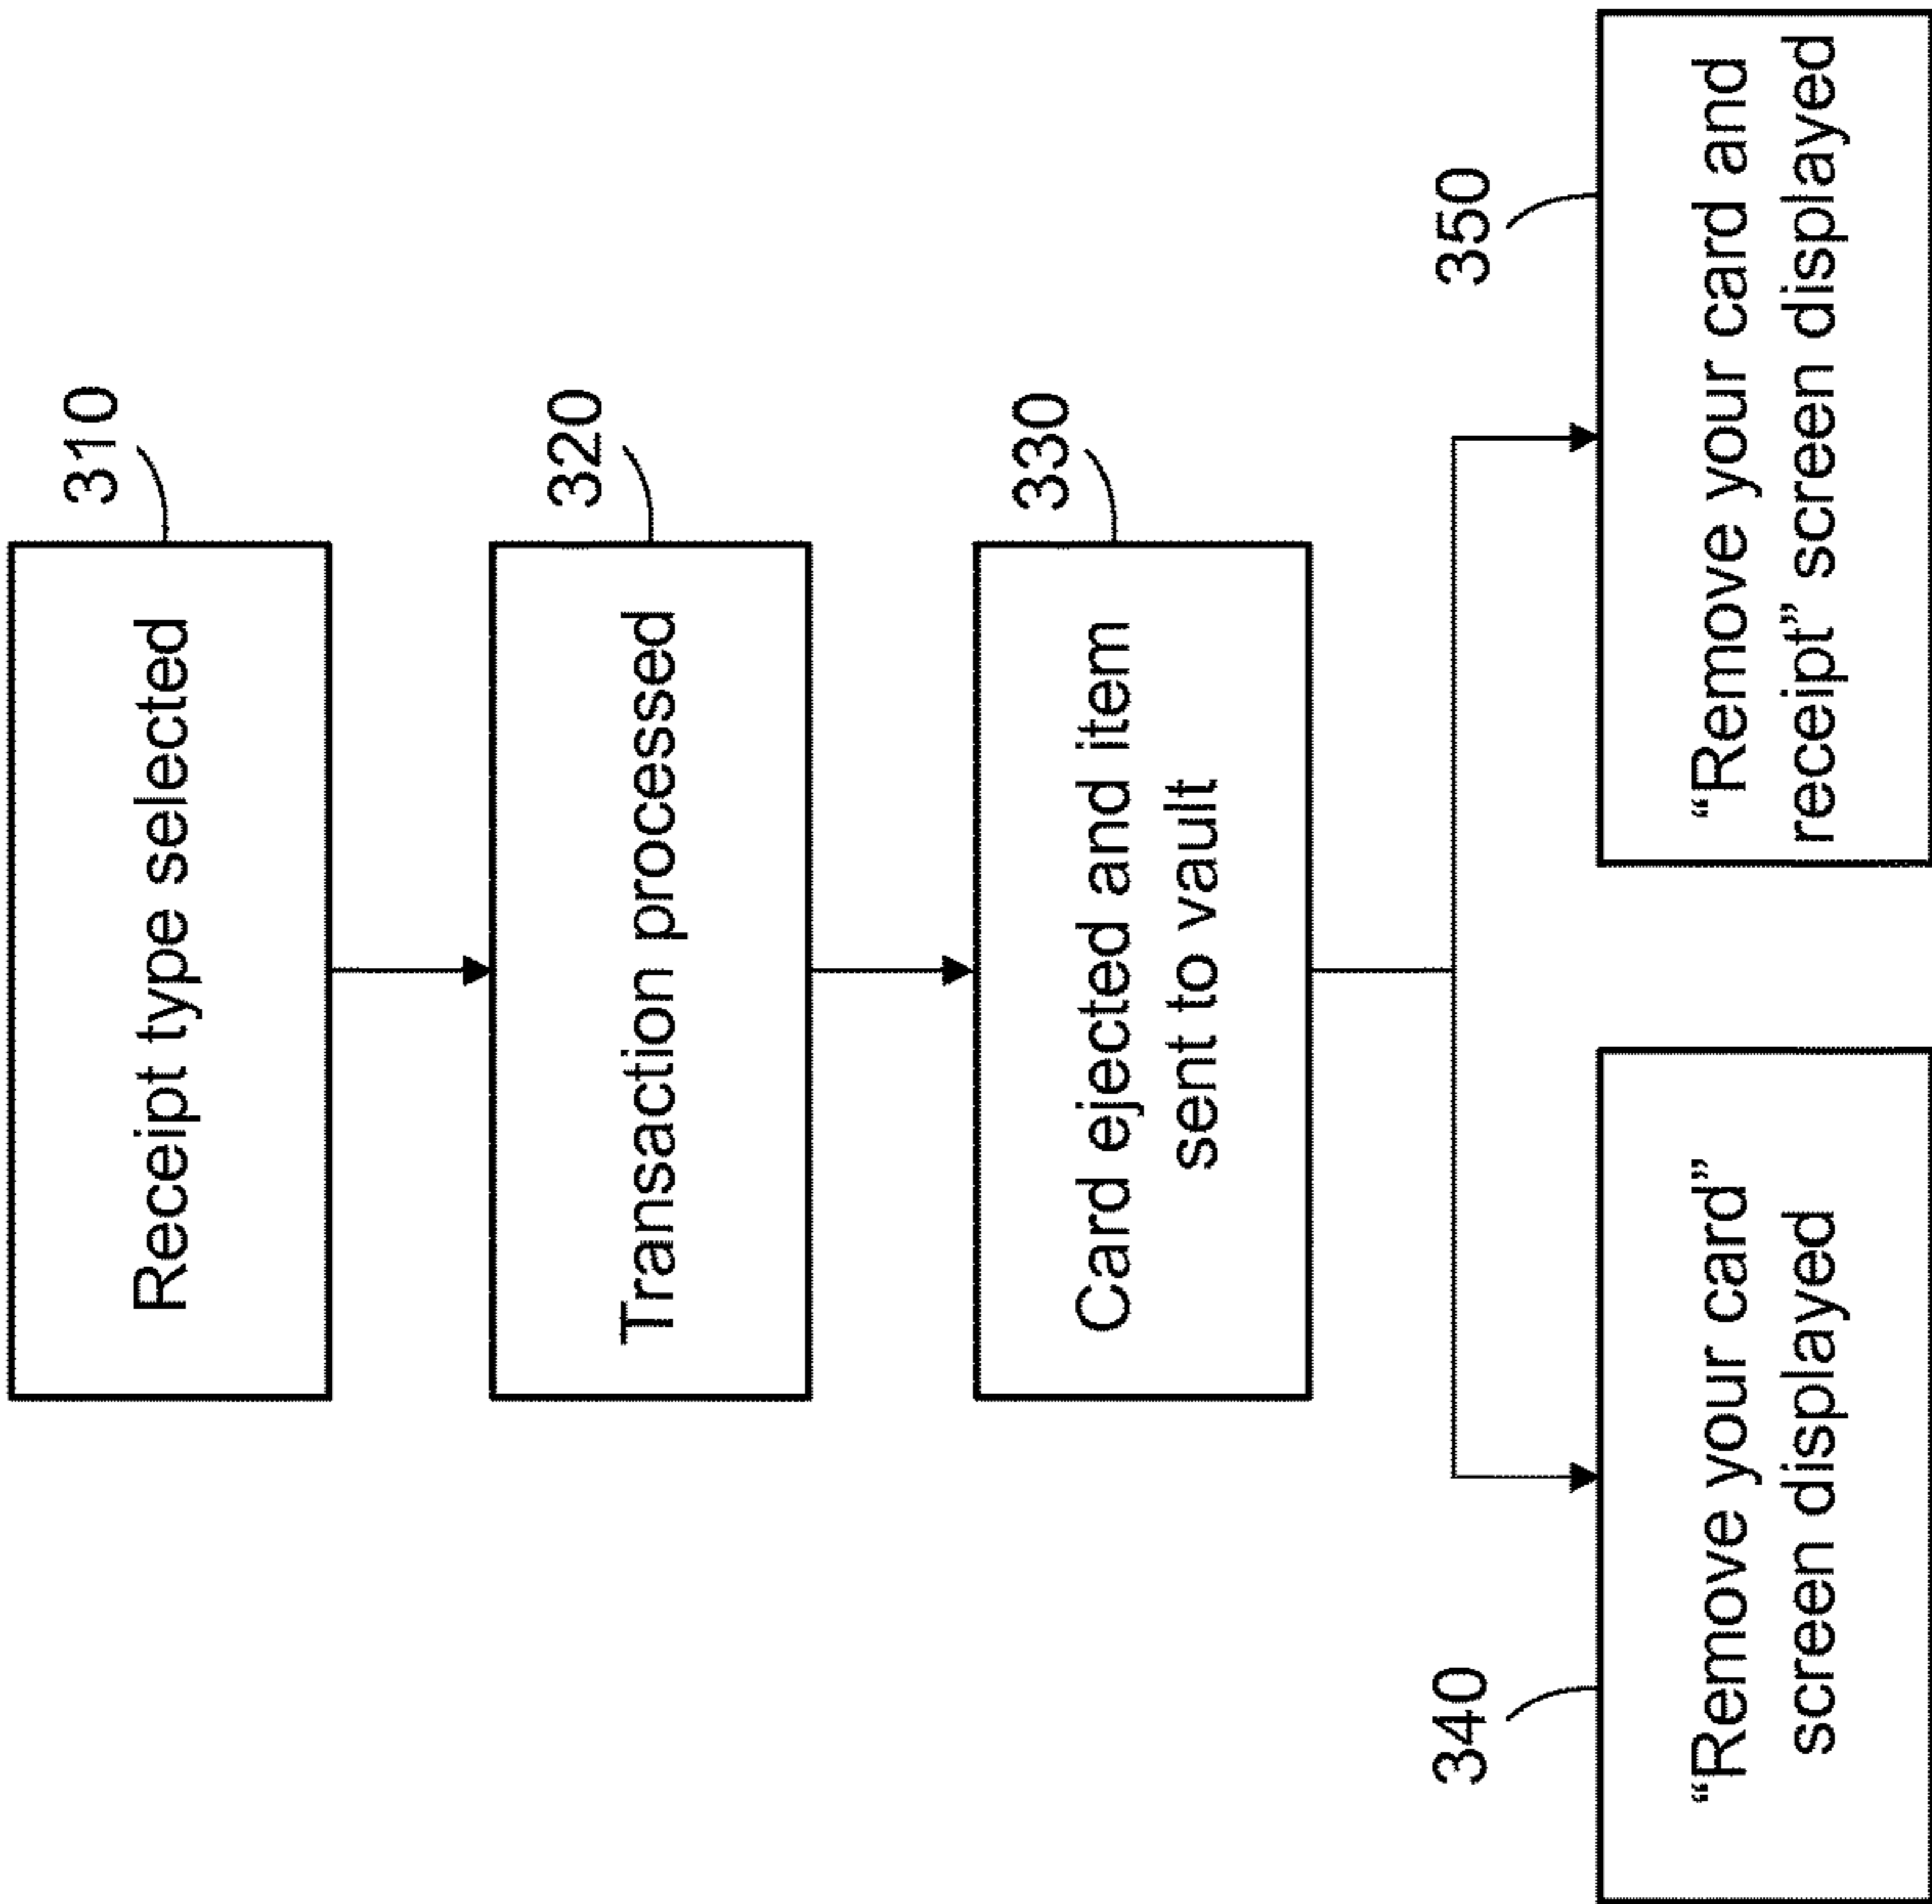 310
Receipt type selected
320
Transaction processed
330
Card ejected and item
sent to vault
340
“Remove your card”
screen displayed
350
“Remove your card and
receipt” screen displayed